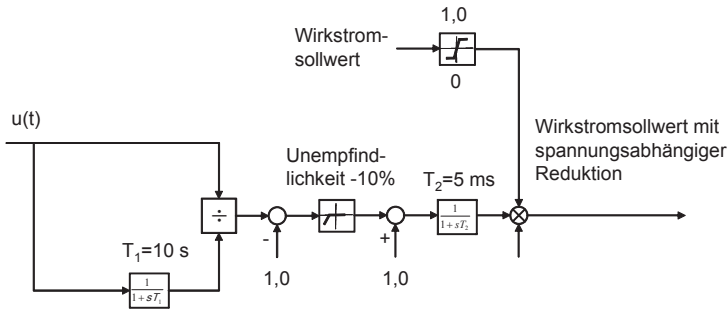 1,0
Wirkstrom-
sollwert
0
u(t)
Wirkstromsollwert mit
spannungsabhängiger
Reduktion
Unempfind-
lichkeit -10%
T₂=5 ms
÷
-
+
1
1+sT₂
T₁=10 s
1
1+sT₁
1,0
1,0